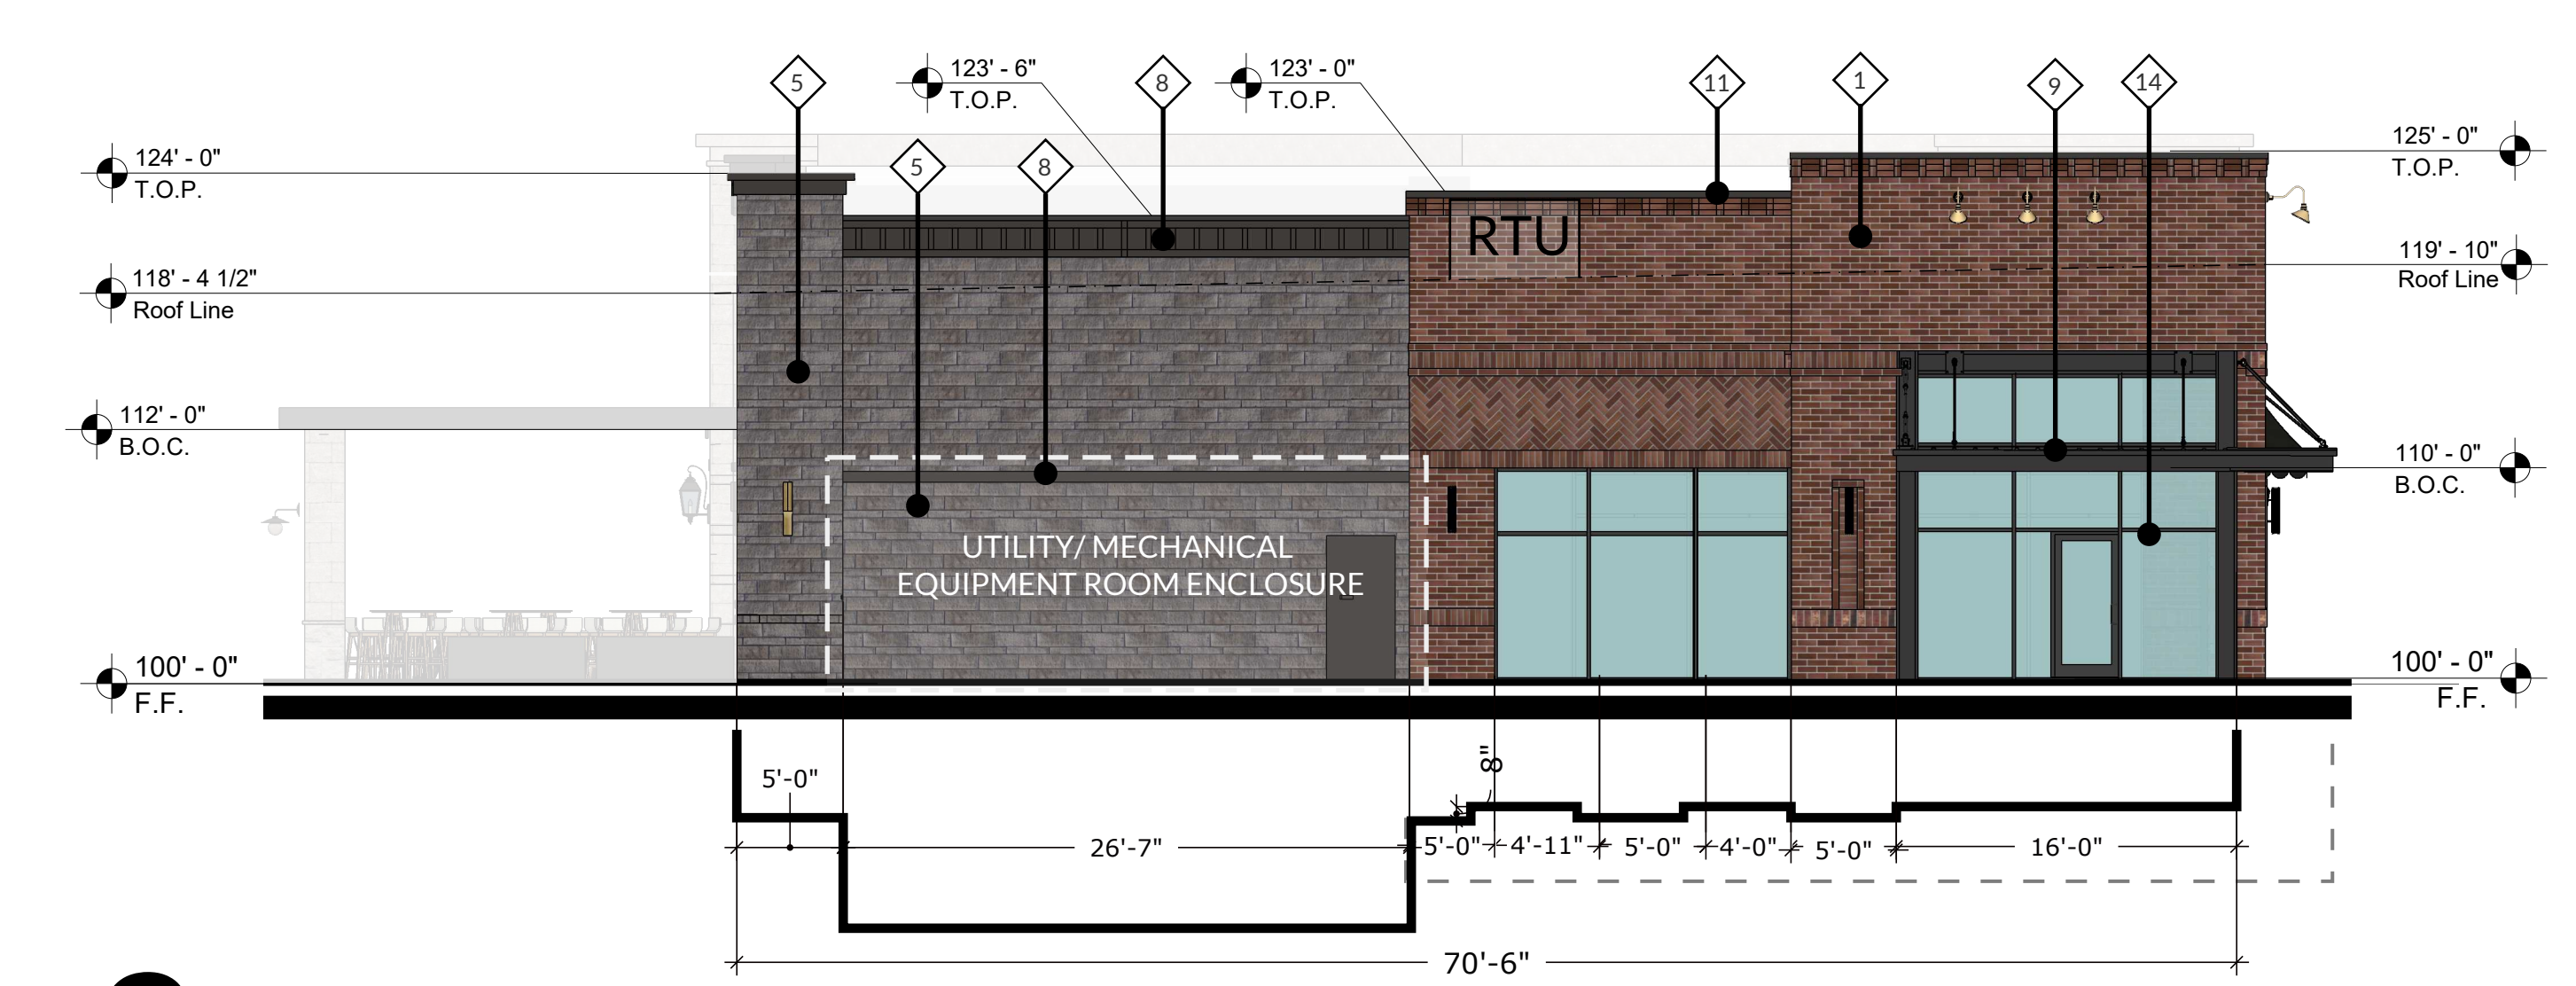 5
123' - 6"
T.O.P.
8
123' - 0"
T.O.P.
11
1
9
14
124' - 0"
T.O.P.
5
8
125' - 0"
T.O.P.
RTU
118' - 4 1/2"
Roof Line
119' - 10"
Roof Line
112' - 0"
B.O.C.
110' - 0"
B.O.C.
UTILITY/ MECHANICAL
EQUIPMENT ROOM ENCLOSURE
100' - 0"
F.F.
100' - 0"
F.F.
8"
5'-0"
26'-7"
5'-0"
4'-11"
5'-0"
4'-0"
5'-0"
16'-0"
70'-6"